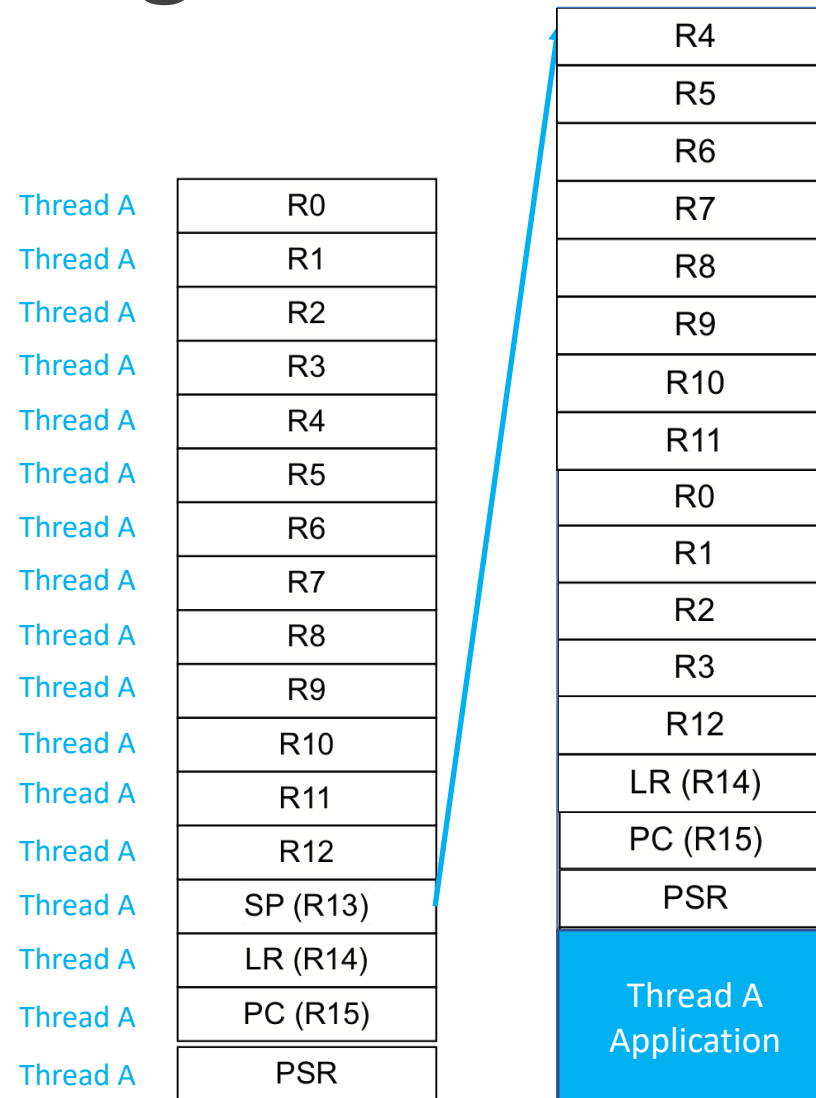 Thread A R0
Thread A R1
Thread A R2
Thread A R3
Thread A R4
Thread A R5
Thread A R6
Thread A R7
Thread A R8
Thread A R9
Thread A R10
Thread A R11
Thread A R12
Thread A SP (R13)
Thread A LR (R14)
Thread A PC (R15)
Thread A PSR
R4
R5
R6
R7
R8
R9
R10
R11
R0
R1
R2
R3
R12
LR (R14)
PC (R15)
PSR
Thread A
Application